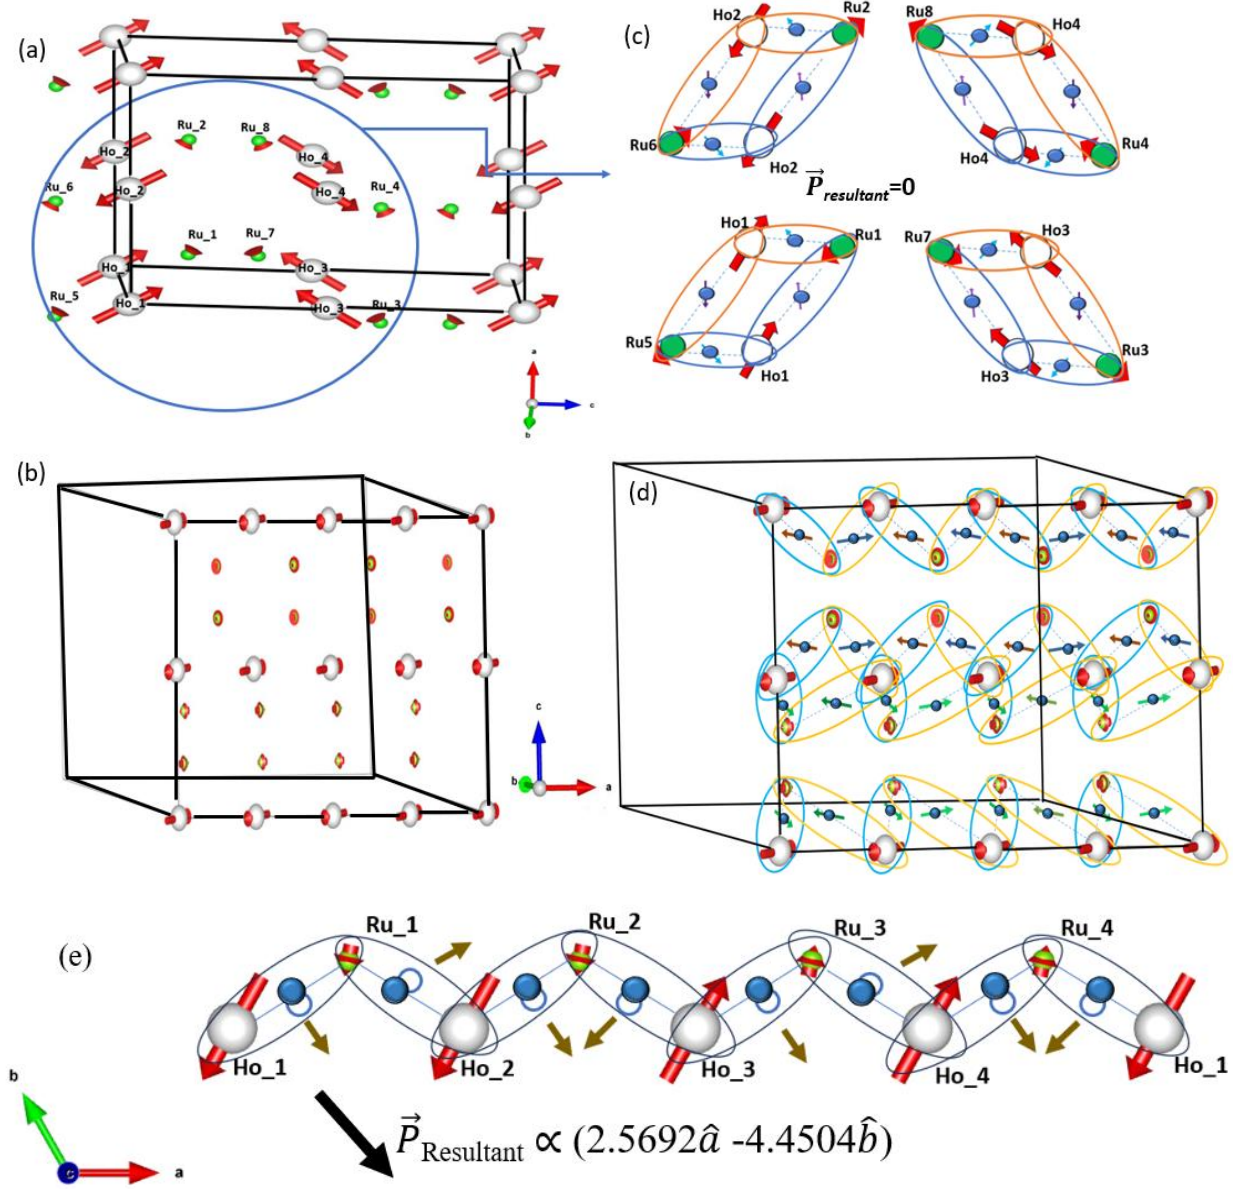 (a)
Ru_2
Ru_8
Ho_2
Ho_4
Ru_6
Ho_2
Ho_4
Ru_4
Ru_1
Ru_7
Ho_1
Ho_3
Ru_5
Ho_1
Ho_3
Ru_3
a
c
b
(c)
Ho2
Ru2
Ru8
Ho4
Ru6
Ho2
Ho4
Ru4
P⃗resultant=0
Ho1
Ru1
Ru7
Ho3
Ru5
Ho1
Ho3
Ru3
(b)
c
b
a
(d)
(e)
Ru_1
Ru_2
Ru_3
Ru_4
Ho_1
Ho_2
Ho_3
Ho_4
Ho_1
b
c
a
P⃗Resultant ∝ (2.5692â -4.4504b̂)